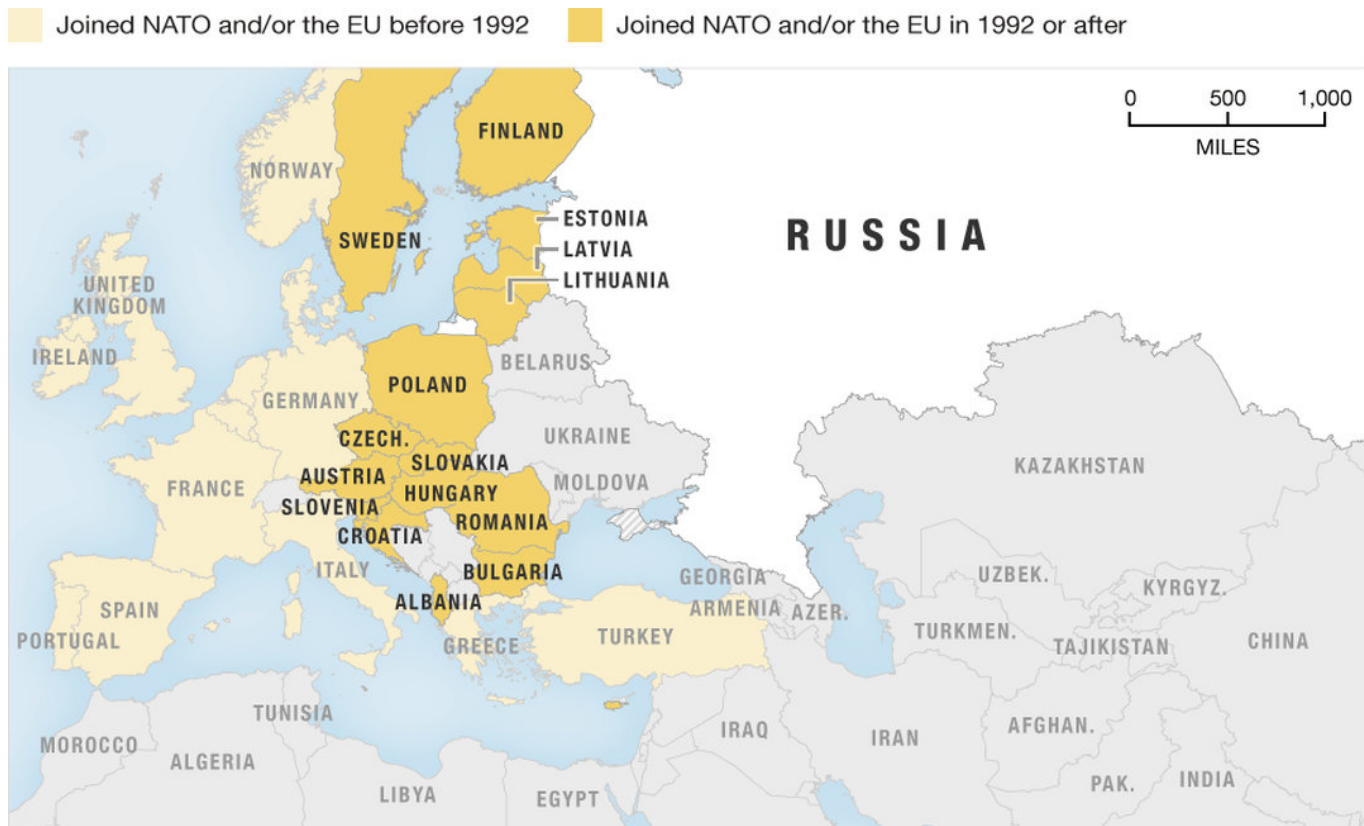 Joined NATO and/or the EU before 1992
Joined NATO and/or the EU in 1992 or after
0 500 1,000
MILES
FINLAND
NORWAY
ESTONIA
RUSSIA
SWEDEN
LATVIA
LITHUANIA
UNITED
KINGDOM
IRELAND
BELARUS
POLAND
GERMANY
CZECH.
UKRAINE
SLOVAKIA
KAZAKHSTAN
AUSTRIA
MOLDOVA
FRANCE
HUNGARY
SLOVENIA
ROMANIA
CROATIA
ITALY
BULGARIA
GEORGIA
UZBEK.
KYRGYZ.
ALBANIA
SPAIN
ARMENIA
AZER.
TURKEY
TURKMEN.
PORTUGAL
GREECE
TAJIKISTAN
CHINA
TUNISIA
MOROCCO
IRAQ
IRAN
AFGHAN.
ALGERIA
PAK.
INDIA
LIBYA
EGYPT